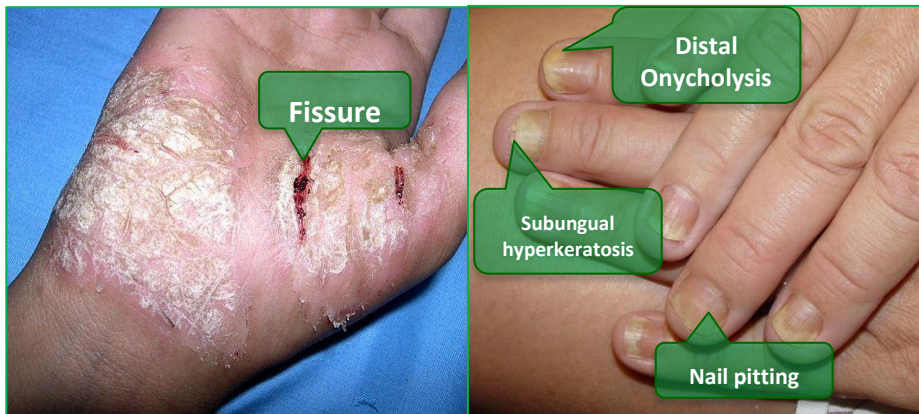 Fissure
Distal
Onycholysis
Subungual
hyperkeratosis
Nail pitting